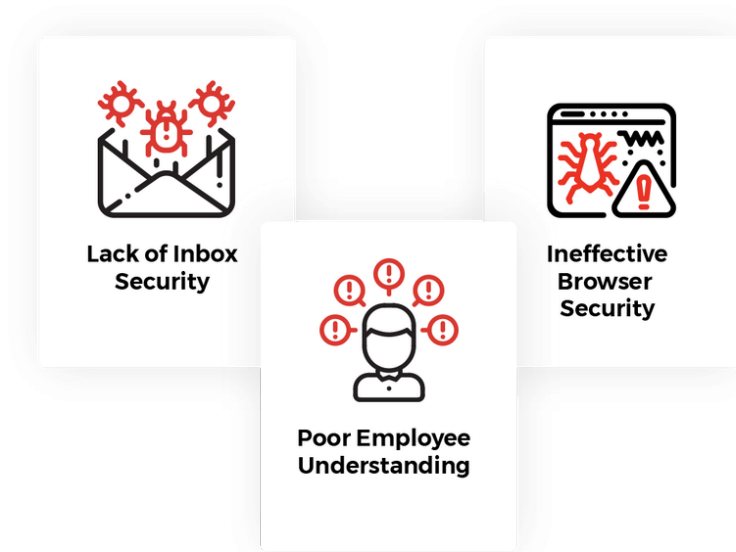 Lack of Inbox
Security
Ineffective
Browser
Security
Poor Employee
Understanding